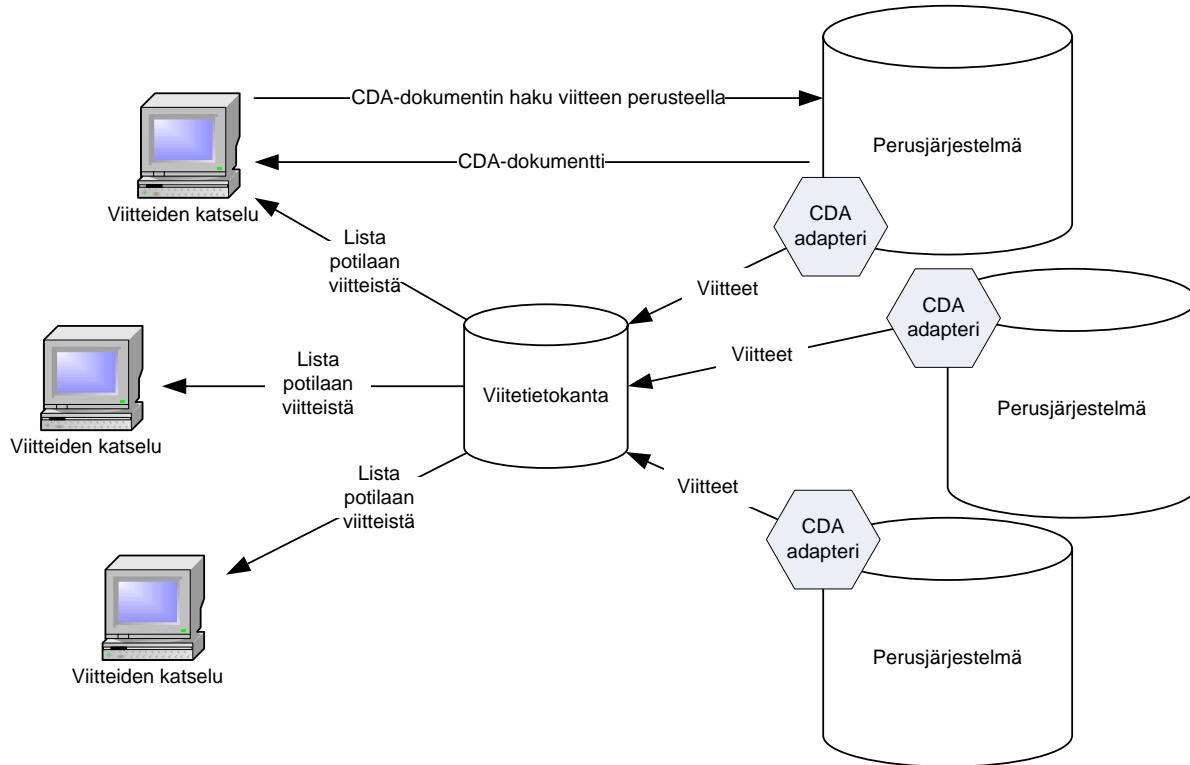 CDA-dokumentin haku viitteen perusteella
Perusjärjestelmä
CDA-dokumentti
Viitteiden katselu
CDA
adapteri
Lista
potilaan
viitteistä
Viitteet
CDA
adapteri
Viitteet
Lista
potilaan
viitteistä
Viitetietokanta
Perusjärjestelmä
Viitteiden katselu
Lista
potilaan
viitteistä
Viitteet
CDA
adapteri
Perusjärjestelmä
Viitteiden katselu